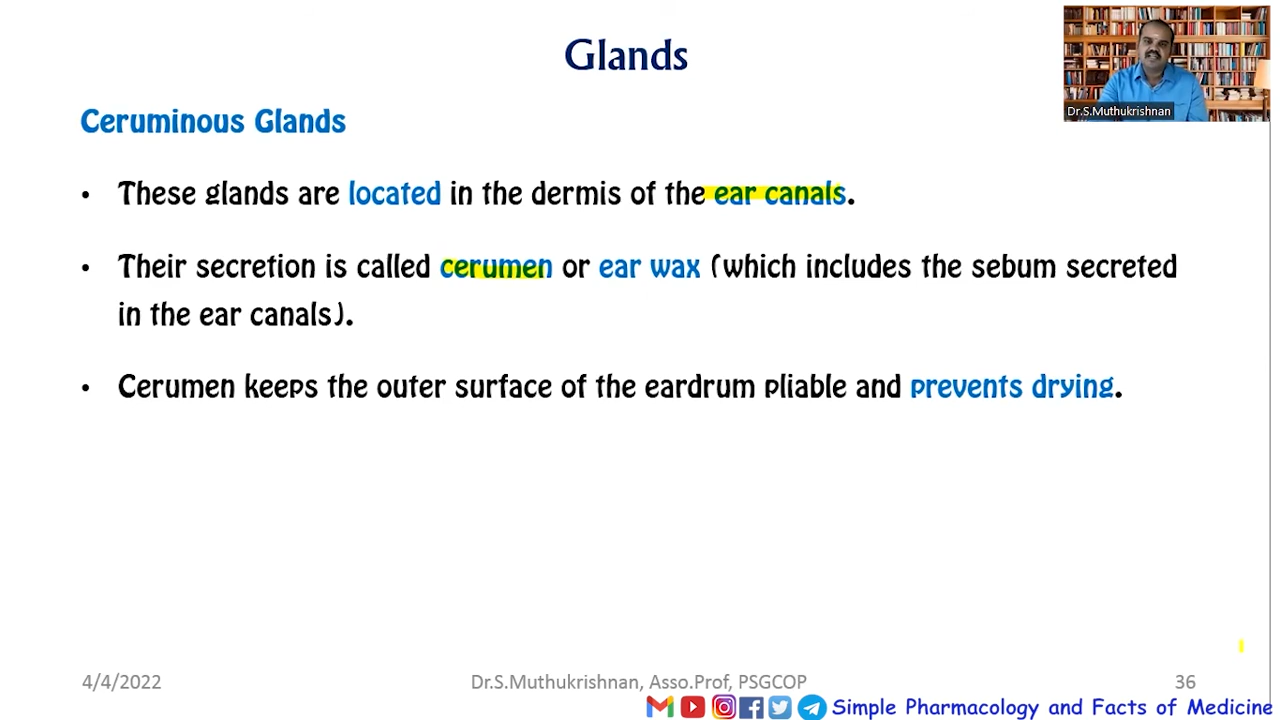 Glands
Dr.S.Muthukrishnan
Ceruminous Glands
• These glands are located in the dermis of the ear canals.
• Their secretion is called cerumen or ear wax (which includes the sebum secreted
in the ear canals).
• Cerumen keeps the outer surface of the eardrum pliable and prevents drying.
4/4/2022
Dr.S.Muthukrishnan, Asso.Prof, PSGCOP
36
Simple Pharmacology and Facts of Medicine